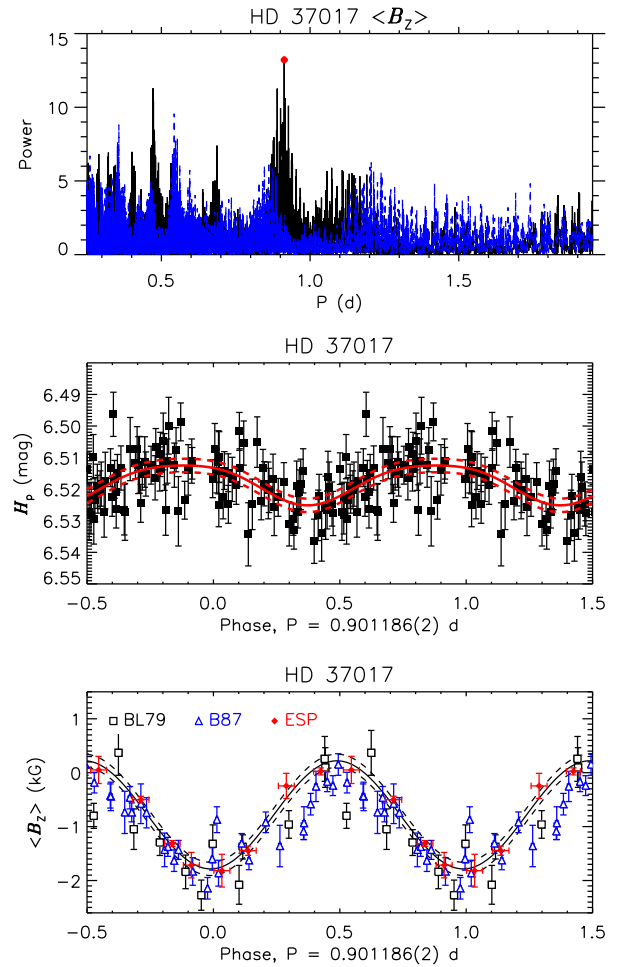 HD 37017 <B_Z>
15
10
5
0
Power
0.5 1.0 1.5
P (d)
HD 37017
6.49
6.50
6.51
6.52
6.53
6.54
6.55
H_p (mag)
-0.5 0.0 0.5 1.0 1.5
Phase, P = 0.901186(2) d
HD 37017
BL79 B87 ESP
1
0
-1
-2
<B_Z> (kG)
-0.5 0.0 0.5 1.0 1.5
Phase, P = 0.901186(2) d